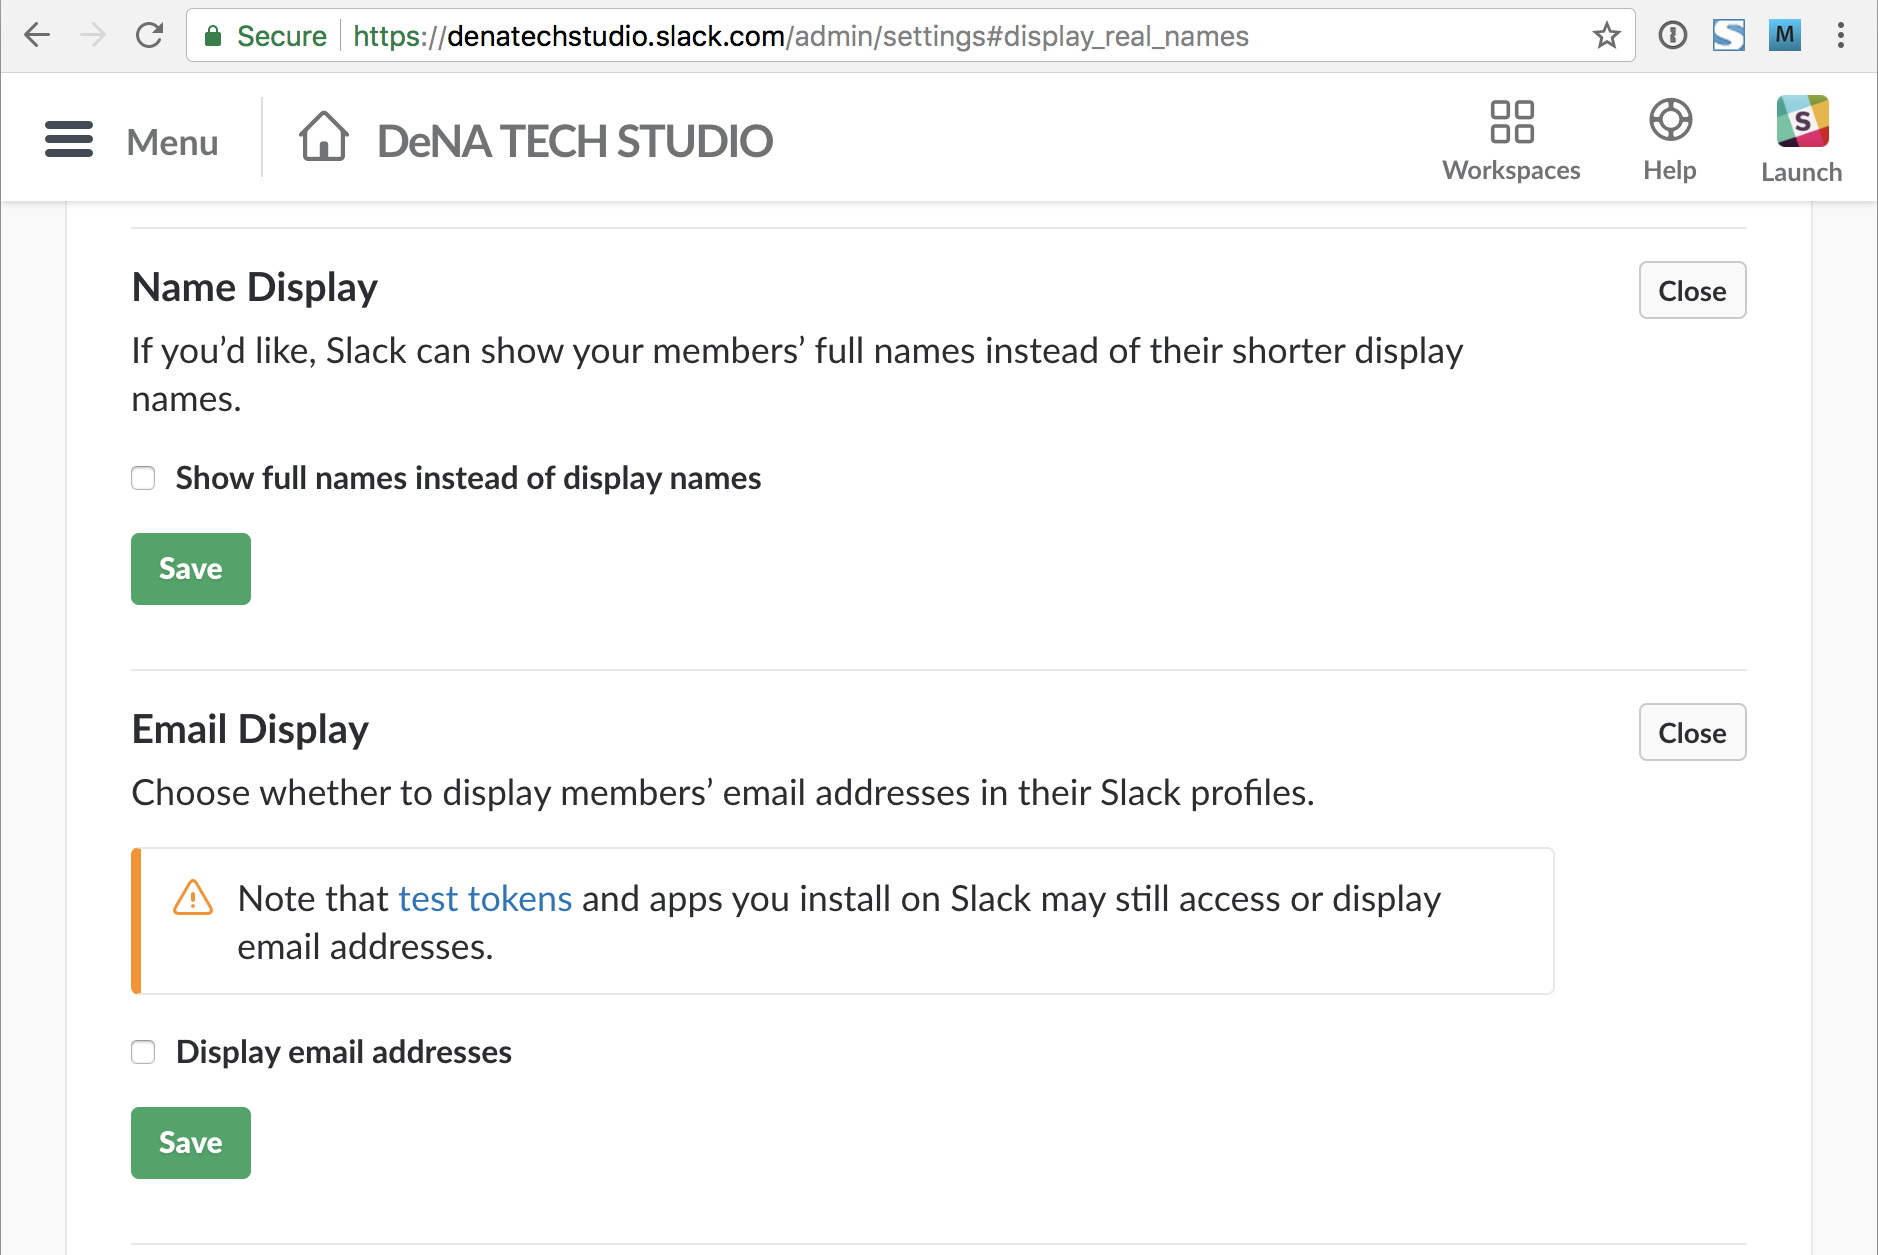 Secure https://denatechstudio.slack.com/admin/settings#display_real_names M
Menu DeNA TECH STUDIO Workspaces Help S Launch
Name Display Close
If you’d like, Slack can show your members’ full names instead of their shorter display
names.
Show full names instead of display names
Save
Email Display Close
Choose whether to display members’ email addresses in their Slack profiles.
Note that test tokens and apps you install on Slack may still access or display
email addresses.
Display email addresses
Save